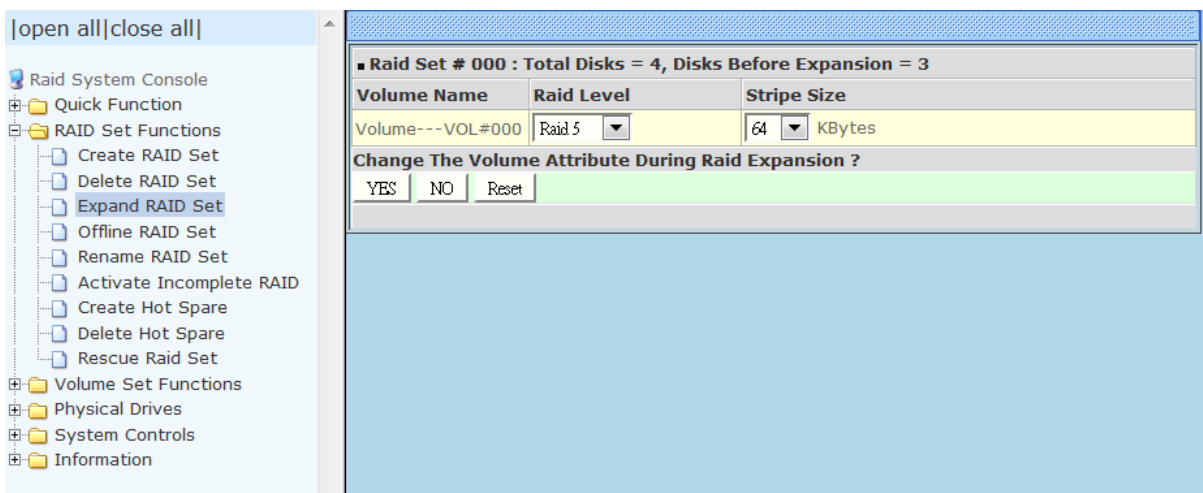 |open all|close all|
Raid System Console
Quick Function
RAID Set Functions
Create RAID Set
Delete RAID Set
Expand RAID Set
Offline RAID Set
Rename RAID Set
Activate Incomplete RAID
Create Hot Spare
Delete Hot Spare
Rescue Raid Set
Volume Set Functions
Physical Drives
System Controls
Information
Raid Set # 000 : Total Disks = 4, Disks Before Expansion = 3
Volume Name Raid Level Stripe Size
Volume---VOL#000 Raid 5 64 KBytes
Change The Volume Attribute During Raid Expansion ?
YES NO Reset